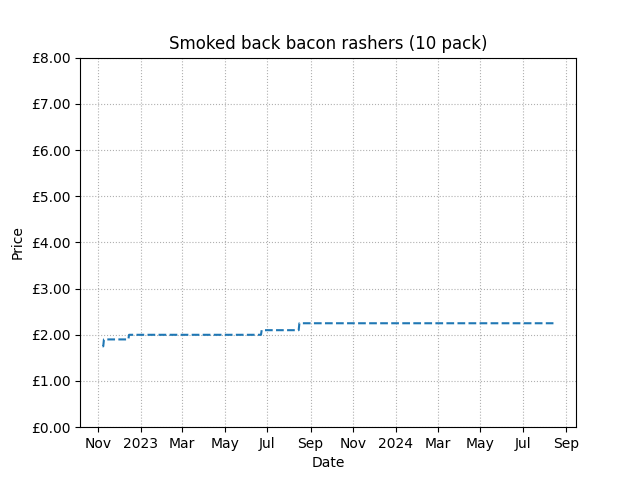 Smoked back bacon rashers (10 pack)
£8.00
£7.00
£6.00
£5.00
£4.00
£3.00
£2.00
£1.00
£0.00
Price
Nov 2023 Mar May Jul Sep Nov 2024 Mar May Jul Sep
Date